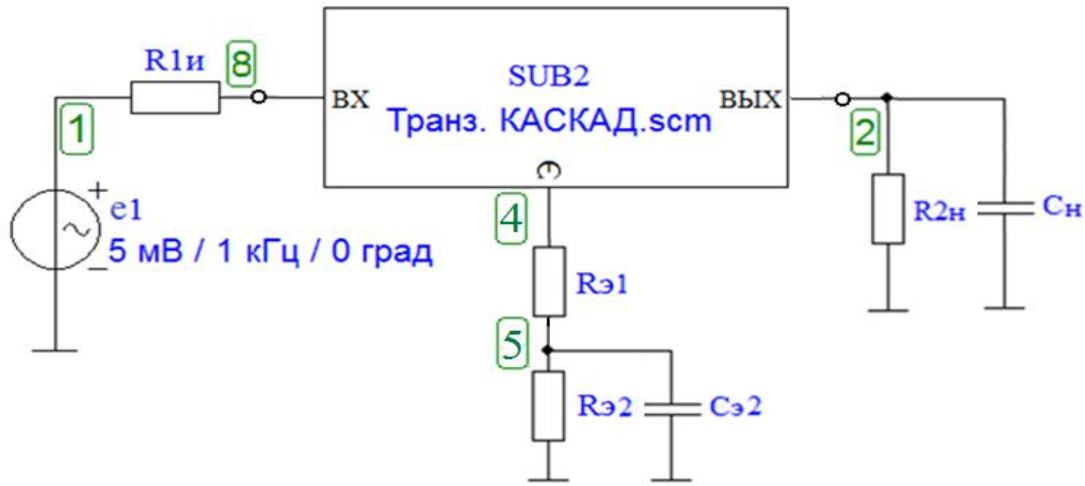 R1и
8
SUB2
ВХ
ВЫХ
Транз. КАСКАД.scm
Э
1
2
+
e1
5 мВ / 1 кГц / 0 град
4
R2н
Cн
Rэ1
5
Rэ2
Cэ2